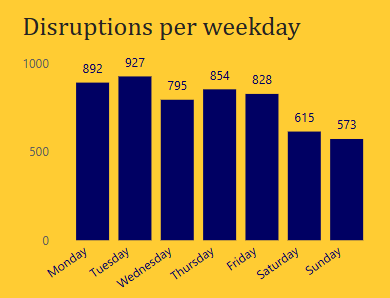 Disruptions per weekday
1000
500
0
892
927
795
854
828
615
573
Monday
Tuesday
Wednesday
Thursday
Friday
Saturday
Sunday